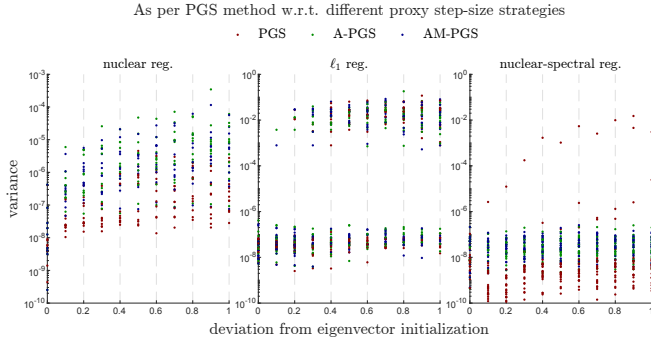 As per PGS method w.r.t. different proxy step-size strategies
PGS A-PGS AM-PGS
nuclear reg. ℓ₁ reg. nuclear-spectral reg.
variance
10⁻³
10⁻⁴
10⁻⁵
10⁻⁶
10⁻⁷
10⁻⁸
10⁻⁹
10⁻¹⁰
0 0.2 0.4 0.6 0.8 1
10⁰
10⁻²
10⁻⁴
10⁻⁶
10⁻⁸
10⁻¹⁰
0 0.2 0.4 0.6 0.8 1
10⁰
10⁻²
10⁻⁴
10⁻⁶
10⁻⁸
10⁻¹⁰
0 0.2 0.4 0.6 0.8 1
deviation from eigenvector initialization